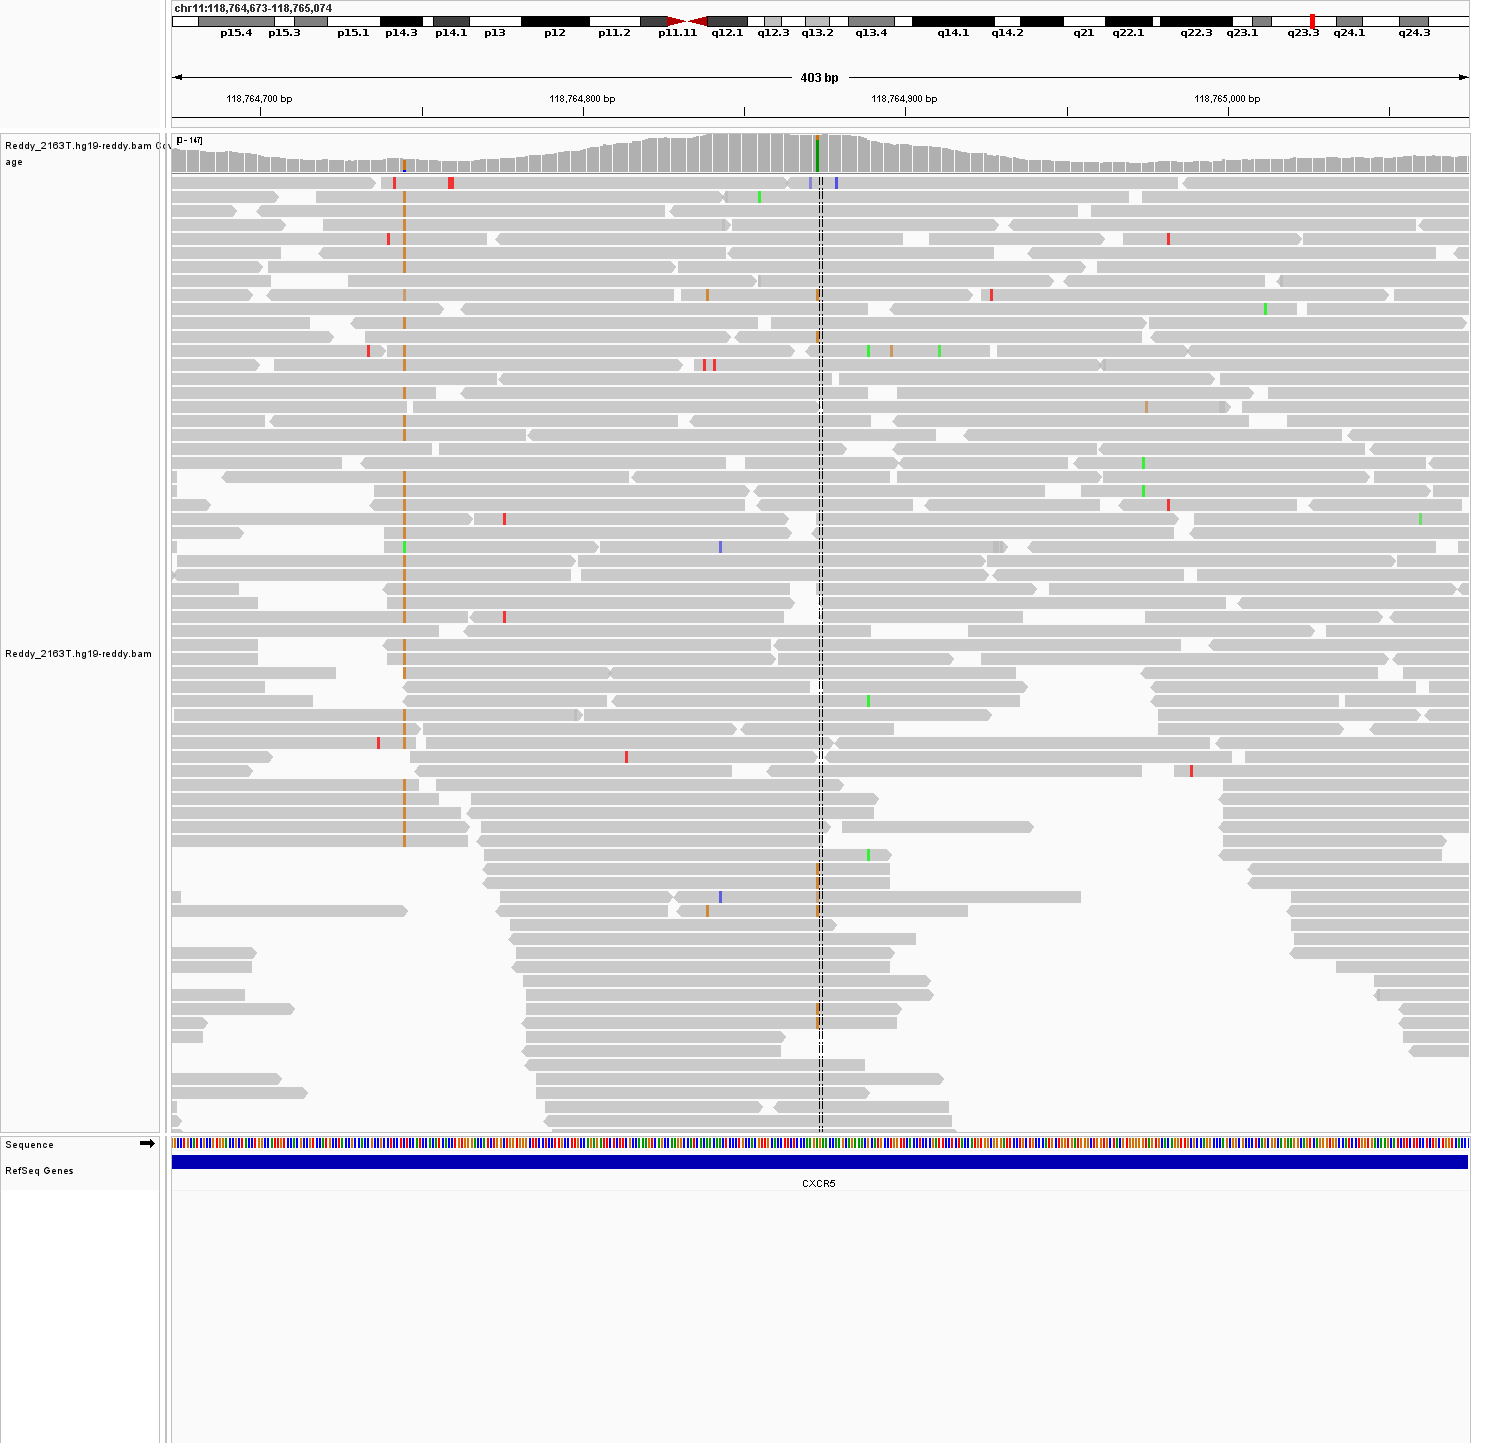 chr11:118,764,673-118,765,074
p15.4 p15.3 p15.1 p14.3 p14.1 p13 p12 p11.2 p11.11 q12.1 q12.3 q13.2 q13.4 q14.1 q14.2 q21 q22.1 q22.3 q23.1 q23.3 q24.1 q24.3
403 bp
118,764,700 bp 118,764,800 bp 118,764,900 bp 118,765,000 bp
[0 - 147]
Reddy_2163T.hg19-reddy.bam Cov
age
Reddy_2163T.hg19-reddy.bam
Sequence
RefSeq Genes
CXCR5